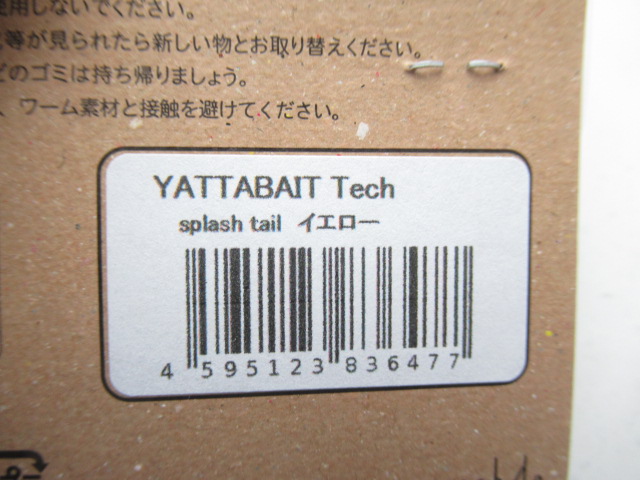 使用しないでください。
等が見られたら新しい物とお取り替えください。
どのゴミは持ち帰りましょう。
、ワーム素材と接触を避けてください。
YATTABAIT Tech
splash tail イエロー
4 595123 836477